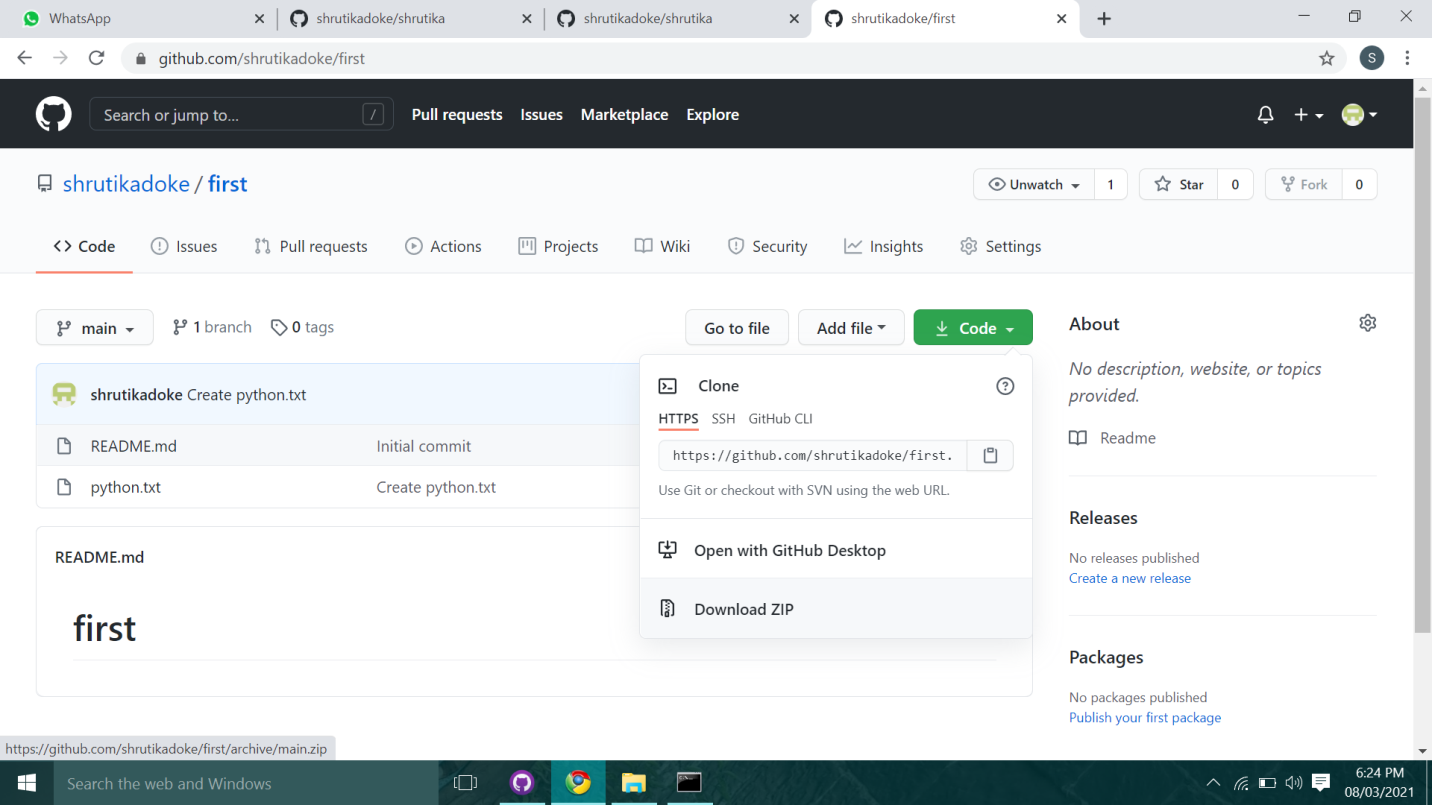 WhatsApp
shrutikadoke/shrutika
shrutikadoke/shrutika
shrutikadoke/first
github.com/shrutikadoke/first
S
Search or jump to...
/
Pull requests
Issues
Marketplace
Explore
shrutikadoke / first
Unwatch
1
Star
0
Fork
0
Code
Issues
Pull requests
Actions
Projects
Wiki
Security
Insights
Settings
main
1 branch
0 tags
Go to file
Add file
Code
shrutikadoke Create python.txt
README.md
Initial commit
python.txt
Create python.txt
README.md
first
Clone
HTTPS
SSH
GitHub CLI
https://github.com/shrutikadoke/first.
Use Git or checkout with SVN using the web URL.
Open with GitHub Desktop
Download ZIP
About
No description, website, or topics
provided.
Readme
Releases
No releases published
Create a new release
Packages
No packages published
Publish your first package
https://github.com/shrutikadoke/first/archive/main.zip
Search the web and Windows
6:24 PM
08/03/2021